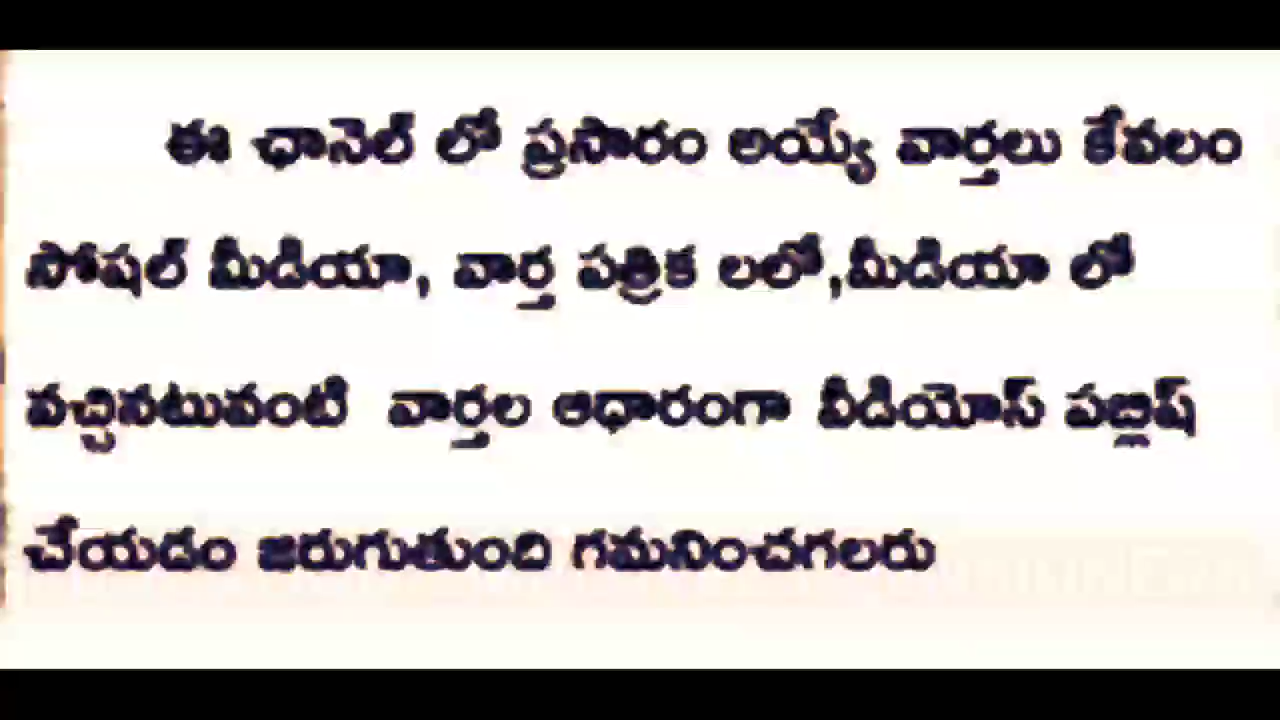 ఈ ఛానెల్ లో ప్రసారం అయ్యే వార్తలు కేవలం
సోషల్ మీడియా, వార్త పత్రిక లలో,మీడియా లో
వచ్చినటువంటి వార్తల ఆధారంగా వీడియోస్ పబ్లిష్
చేయడం జరుగుతుంది గమనించగలరు